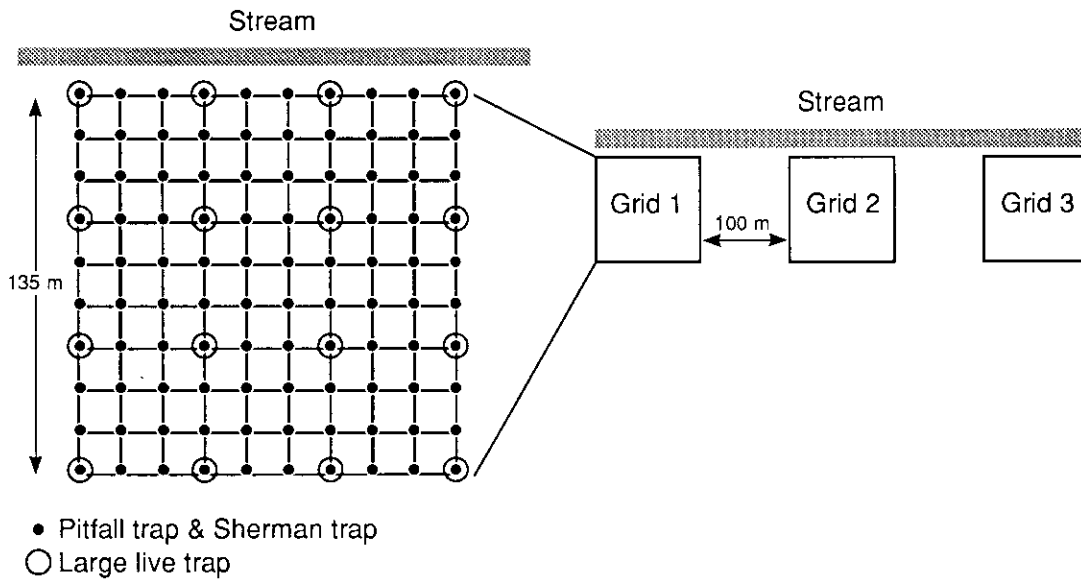 Stream
135 m
Stream
Grid 1
100 m
Grid 2
Grid 3
Pitfall trap & Sherman trap
Large live trap